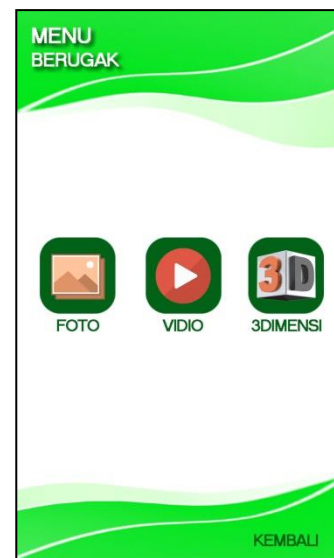 MENU
BERUGAK
3D
FOTO
VIDIO
3DIMENSI
KEMBALI